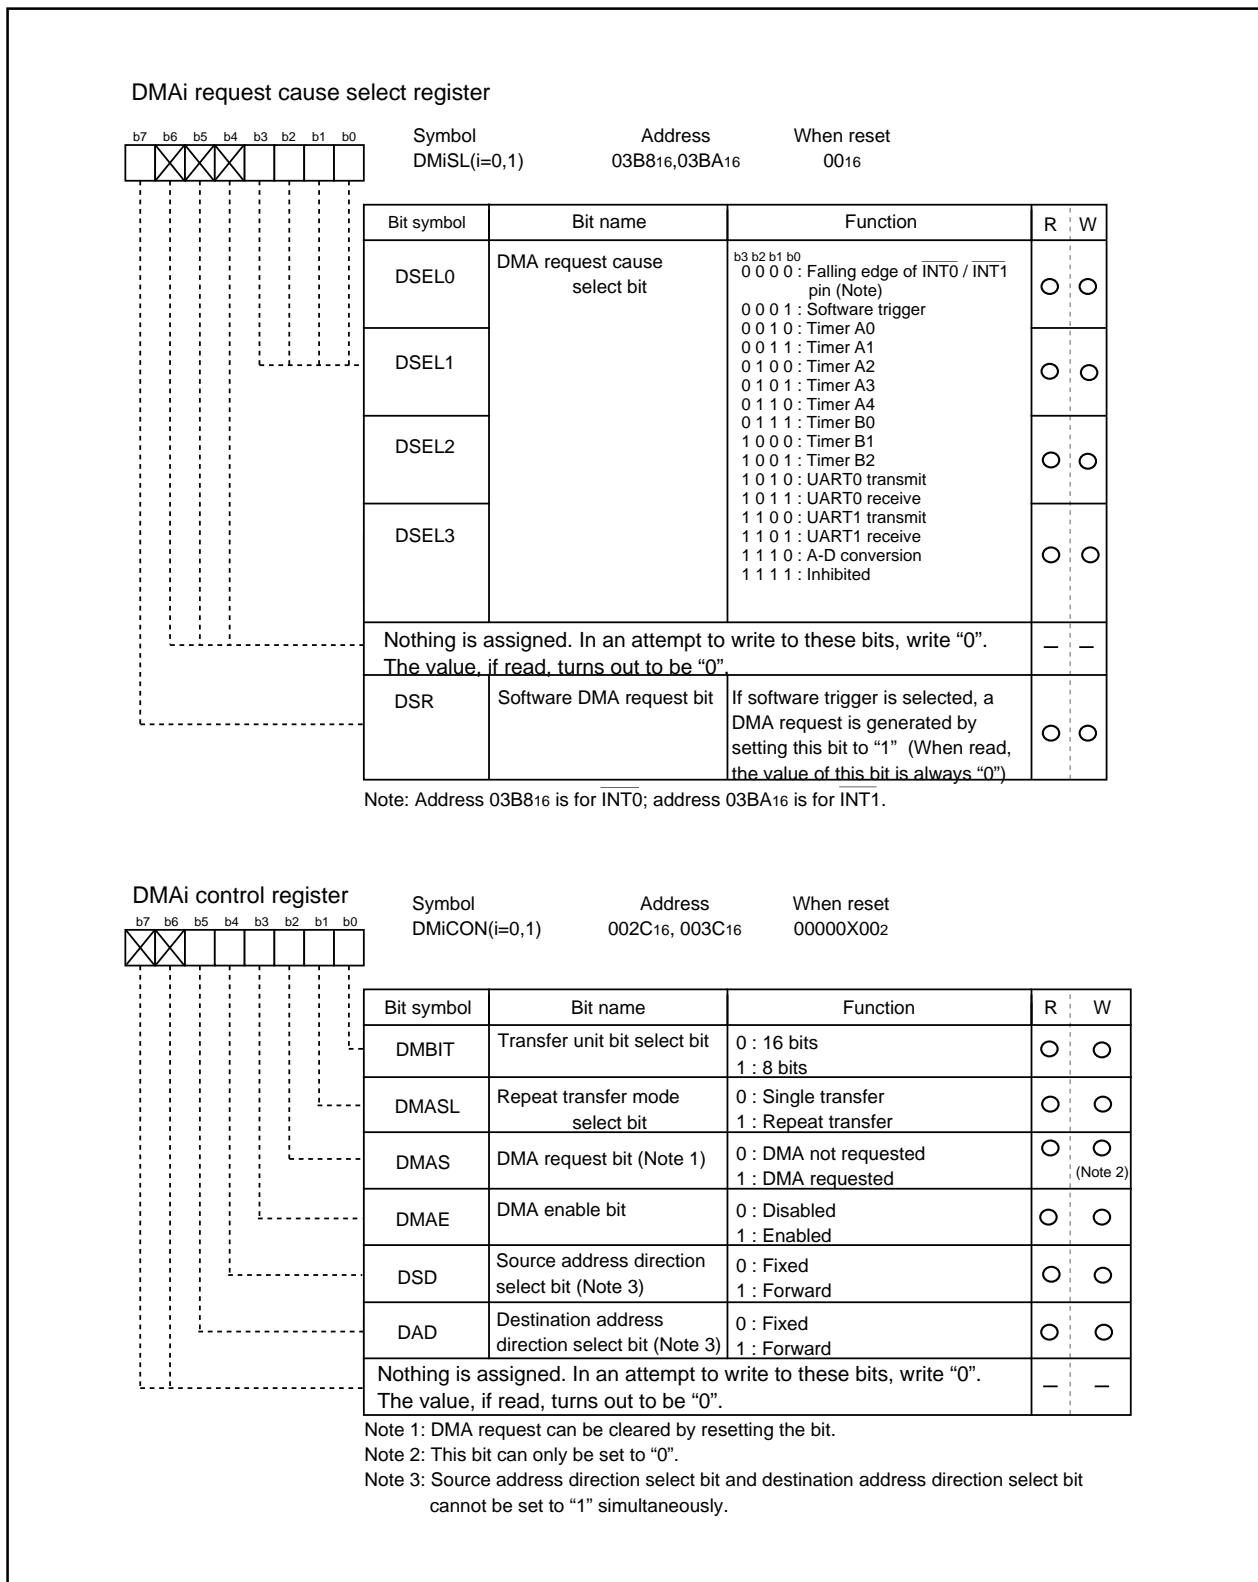 DMAi request cause select register
b7 b6 b5 b4 b3 b2 b1 b0
Symbol Address When reset
DMiSL(i=0,1) 03B816,03BA16 0016
Bit symbol Bit name Function R W
DSEL0 DMA request cause select bit
b3 b2 b1 b0
0 0 0 0 : Falling edge of INT0 / INT1
pin (Note)
0 0 0 1 : Software trigger
0 0 1 0 : Timer A0
0 0 1 1 : Timer A1
DSEL1
0 1 0 0 : Timer A2
0 1 0 1 : Timer A3
0 1 1 0 : Timer A4
0 1 1 1 : Timer B0
DSEL2
1 0 0 0 : Timer B1
1 0 0 1 : Timer B2
1 0 1 0 : UART0 transmit
1 0 1 1 : UART0 receive
1 1 0 0 : UART1 transmit
DSEL3
1 1 0 1 : UART1 receive
1 1 1 0 : A-D conversion
1 1 1 1 : Inhibited
Nothing is assigned. In an attempt to write to these bits, write “0”.
The value, if read, turns out to be “0”.
– –
DSR Software DMA request bit If software trigger is selected, a
DMA request is generated by
setting this bit to “1” (When read,
the value of this bit is always “0”)
Note: Address 03B816 is for INT0; address 03BA16 is for INT1.
DMAi control register
b7 b6 b5 b4 b3 b2 b1 b0
Symbol Address When reset
DMiCON(i=0,1) 002C16, 003C16 00000X002
Bit symbol Bit name Function R W
DMBIT Transfer unit bit select bit 0 : 16 bits
1 : 8 bits
DMASL Repeat transfer mode 0 : Single transfer
select bit 1 : Repeat transfer
DMAS DMA request bit (Note 1) 0 : DMA not requested
1 : DMA requested (Note 2)
DMAE DMA enable bit 0 : Disabled
1 : Enabled
DSD Source address direction 0 : Fixed
select bit (Note 3) 1 : Forward
DAD Destination address 0 : Fixed
direction select bit (Note 3) 1 : Forward
Nothing is assigned. In an attempt to write to these bits, write “0”.
The value, if read, turns out to be “0”.
– –
Note 1: DMA request can be cleared by resetting the bit.
Note 2: This bit can only be set to “0”.
Note 3: Source address direction select bit and destination address direction select bit
cannot be set to “1” simultaneously.